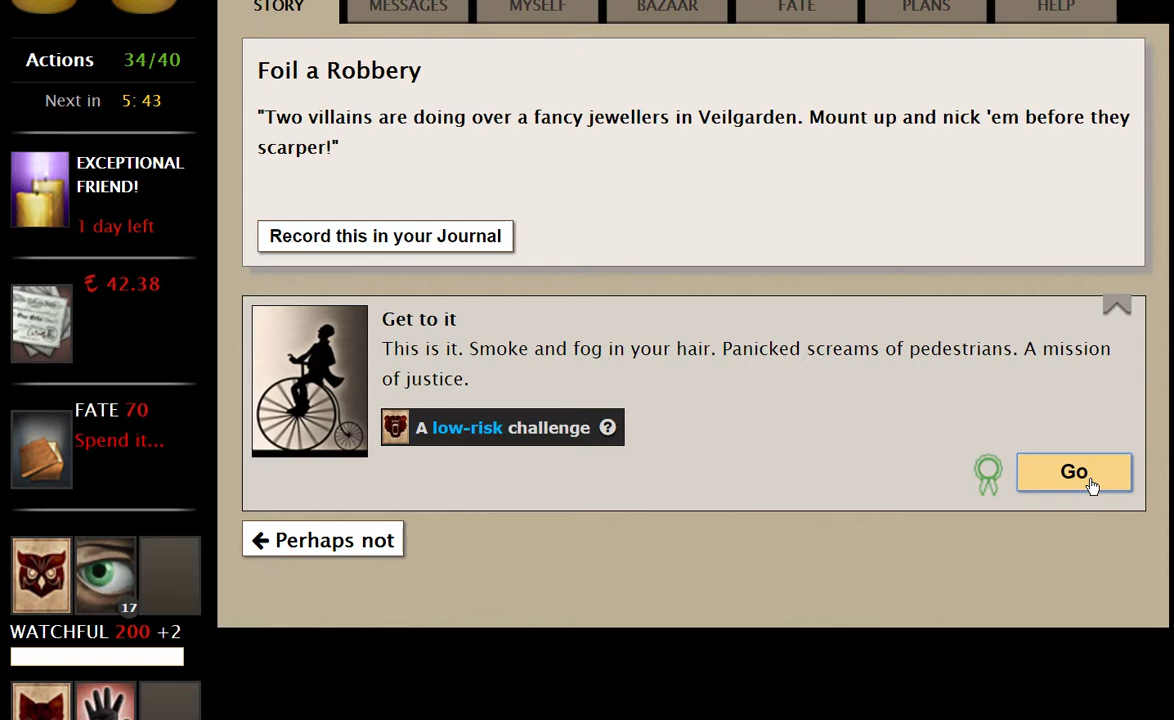 STORY
MESSAGES
MYSELF
BAZAAR
FATE
PLANS
HELP
Actions 34/40
Next in 5: 43
EXCEPTIONAL
FRIEND!
1 day left
42.38
FATE 70
Spend it...
17
WATCHFUL 200 +2
Foil a Robbery
"Two villains are doing over a fancy jewellers in Veilgarden. Mount up and nick 'em before they
scarper!"
Record this in your Journal
Get to it
This is it. Smoke and fog in your hair. Panicked screams of pedestrians. A mission
of justice.
A low-risk challenge ?
Go
Perhaps not